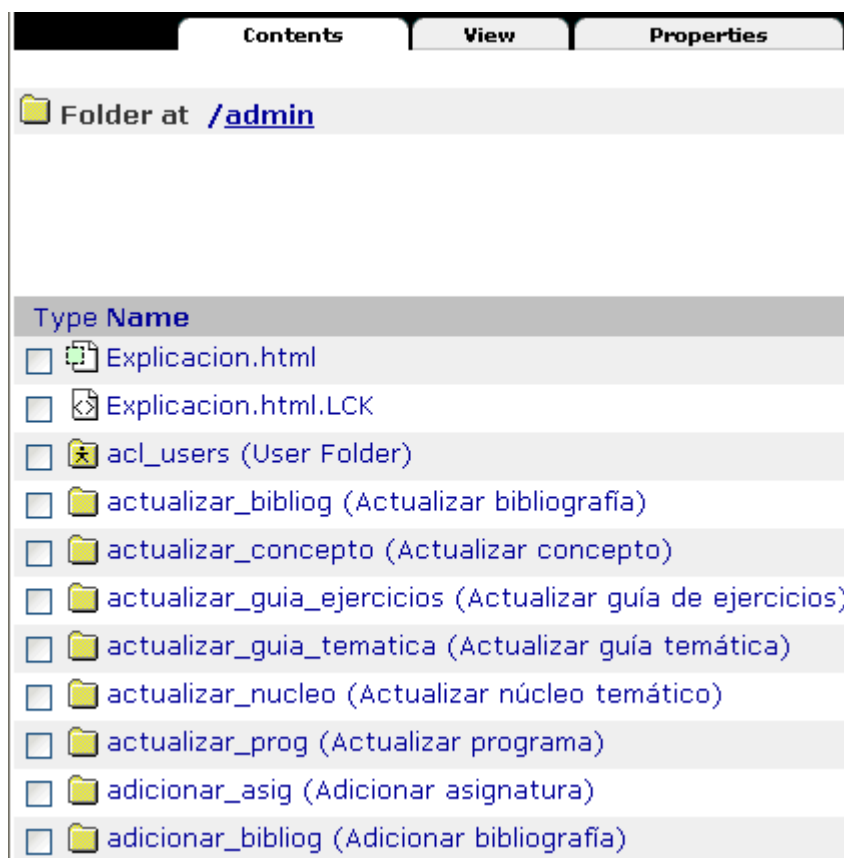 Contents View Properties
Folder at /admin
Type Name
Explicacion.html
Explicacion.html.LCK
acl_users (User Folder)
actualizar_bibliog (Actualizar bibliografía)
actualizar_concepto (Actualizar concepto)
actualizar_guia_ejercicios (Actualizar guía de ejercicios)
actualizar_guia_tematica (Actualizar guía temática)
actualizar_nucleo (Actualizar núcleo temático)
actualizar_prog (Actualizar programa)
adicionar_asig (Adicionar asignatura)
adicionar_bibliog (Adicionar bibliografía)